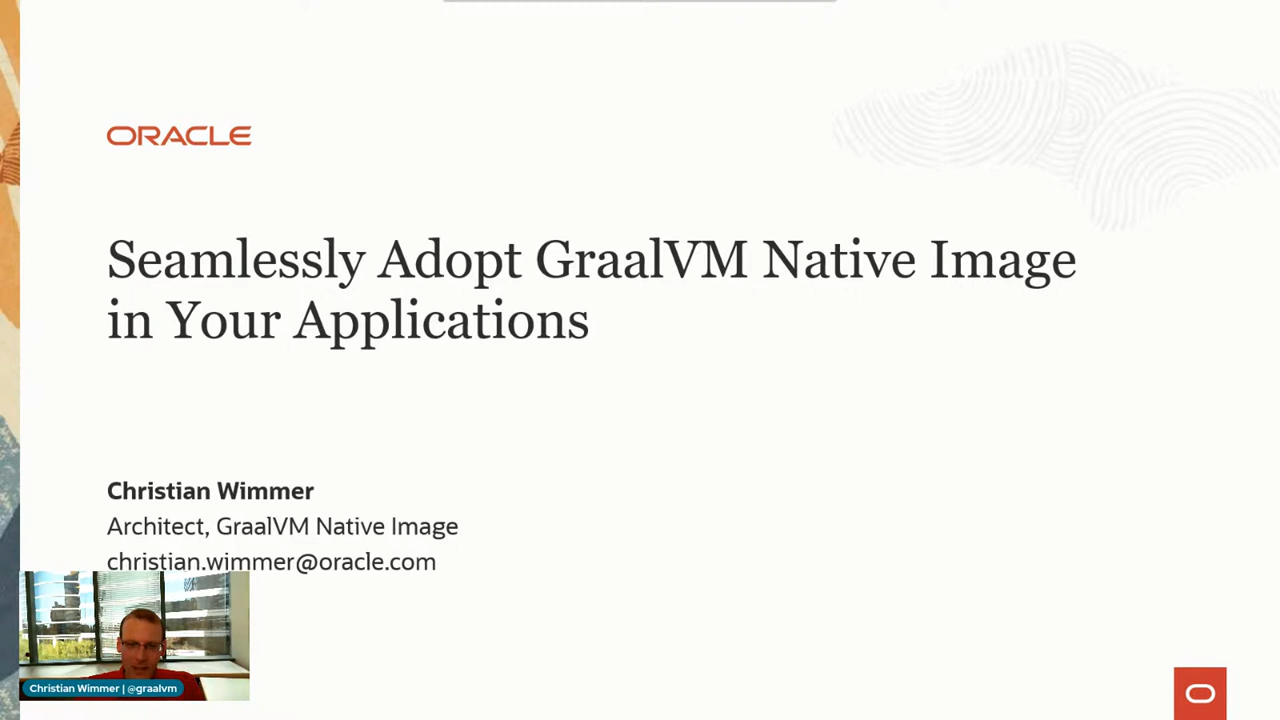 ORACLE
Seamlessly Adopt GraalVM Native Image
in Your Applications
Christian Wimmer
Architect, GraalVM Native Image
christian.wimmer@oracle.com
Christian Wimmer | @graalvm